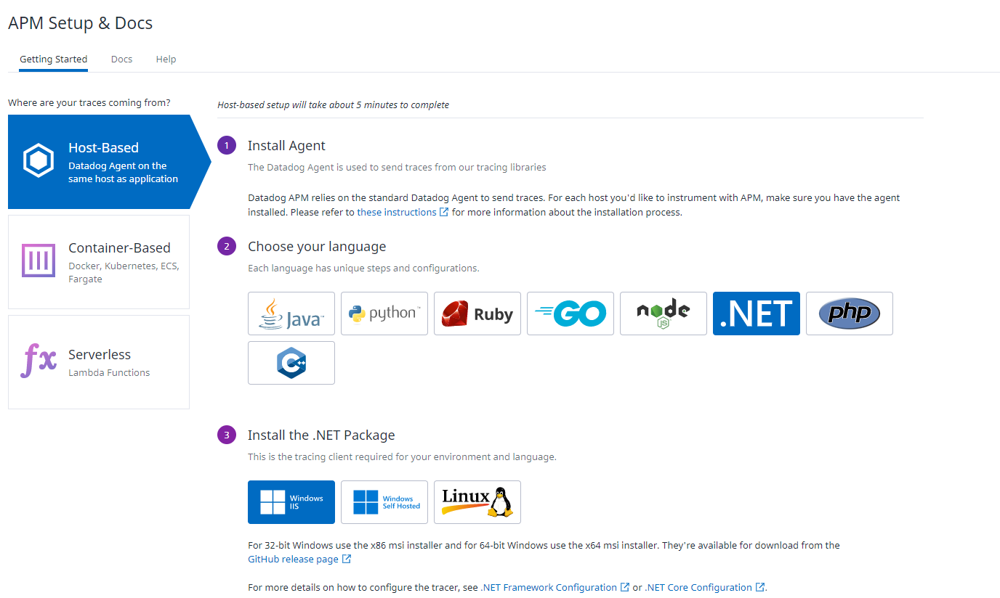 APM Setup & Docs
Getting Started Docs Help
Where are your traces coming from?
Host-Based
Datadog Agent on the
same host as application
Container-Based
Docker, Kubernetes, ECS,
Fargate
fx
Serverless
Lambda Functions
Host-based setup will take about 5 minutes to complete
1 Install Agent
The Datadog Agent is used to send traces from our tracing libraries
Datadog APM relies on the standard Datadog Agent to send traces. For each host you'd like to instrument with APM, make sure you have the agent
installed. Please refer to these instructions for more information about the installation process.
2 Choose your language
Each language has unique steps and configurations.
Java™ python™ Ruby GO node JS .NET php
C++
3 Install the .NET Package
This is the tracing client required for your environment and language.
Windows
IIS
Windows
Self Hosted
Linux
For 32-bit Windows use the x86 msi installer and for 64-bit Windows use the x64 msi installer. They're available for download from the
GitHub release page
For more details on how to configure the tracer, see .NET Framework Configuration or .NET Core Configuration.